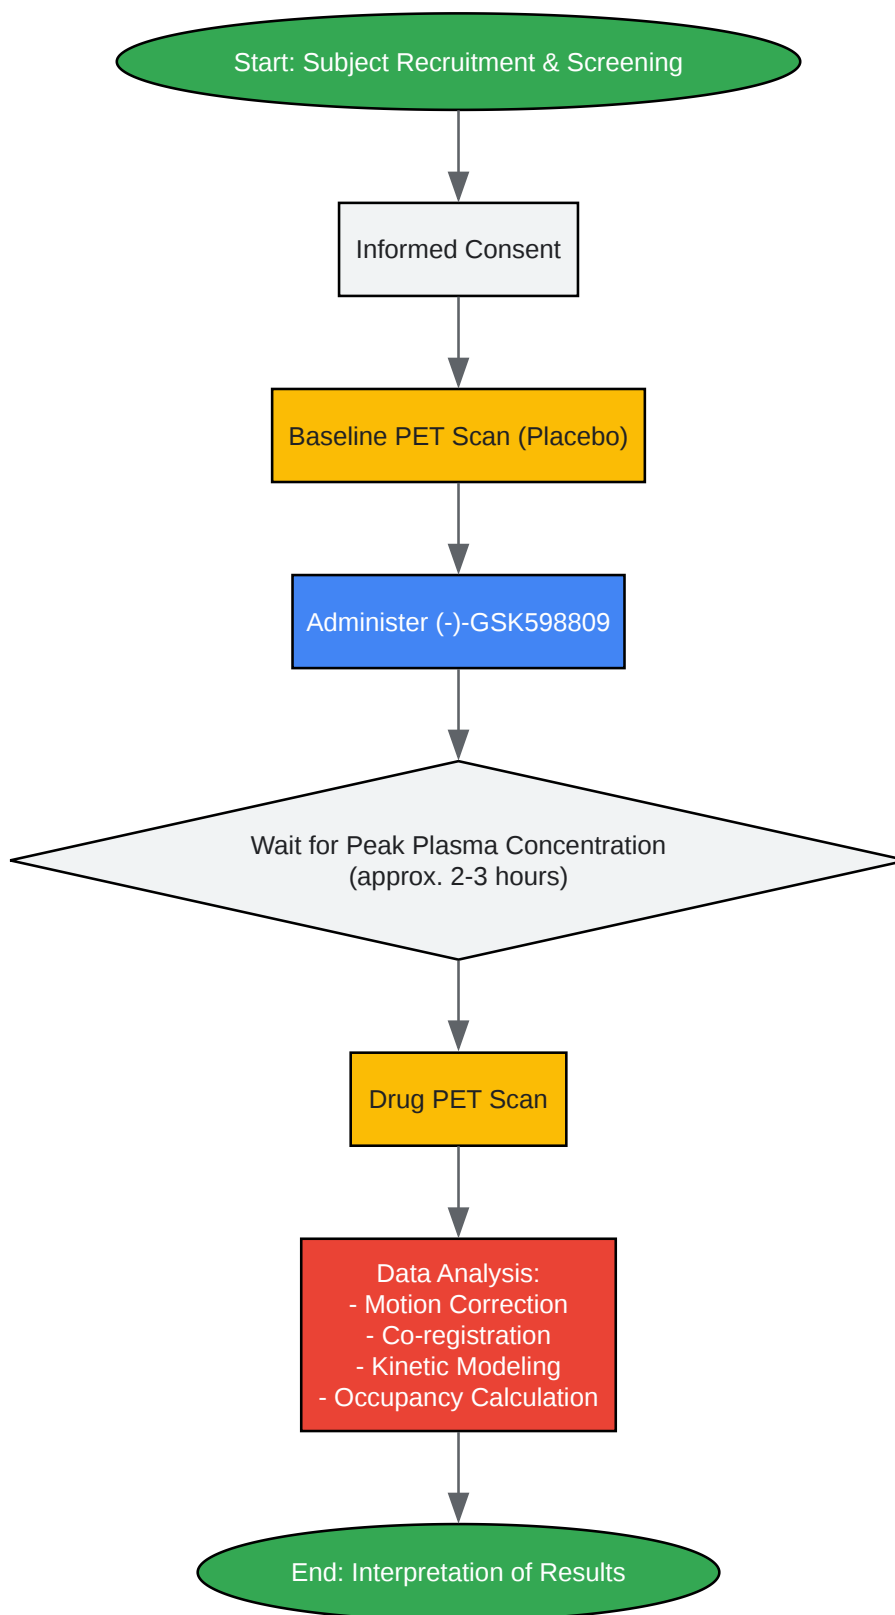 Start: Subject Recruitment & Screening
Informed Consent
Baseline PET Scan (Placebo)
Administer (-)-GSK598809
Wait for Peak Plasma Concentration
(approx. 2-3 hours)
Drug PET Scan
Data Analysis:
- Motion Correction
- Co-registration
- Kinetic Modeling
- Occupancy Calculation
End: Interpretation of Results